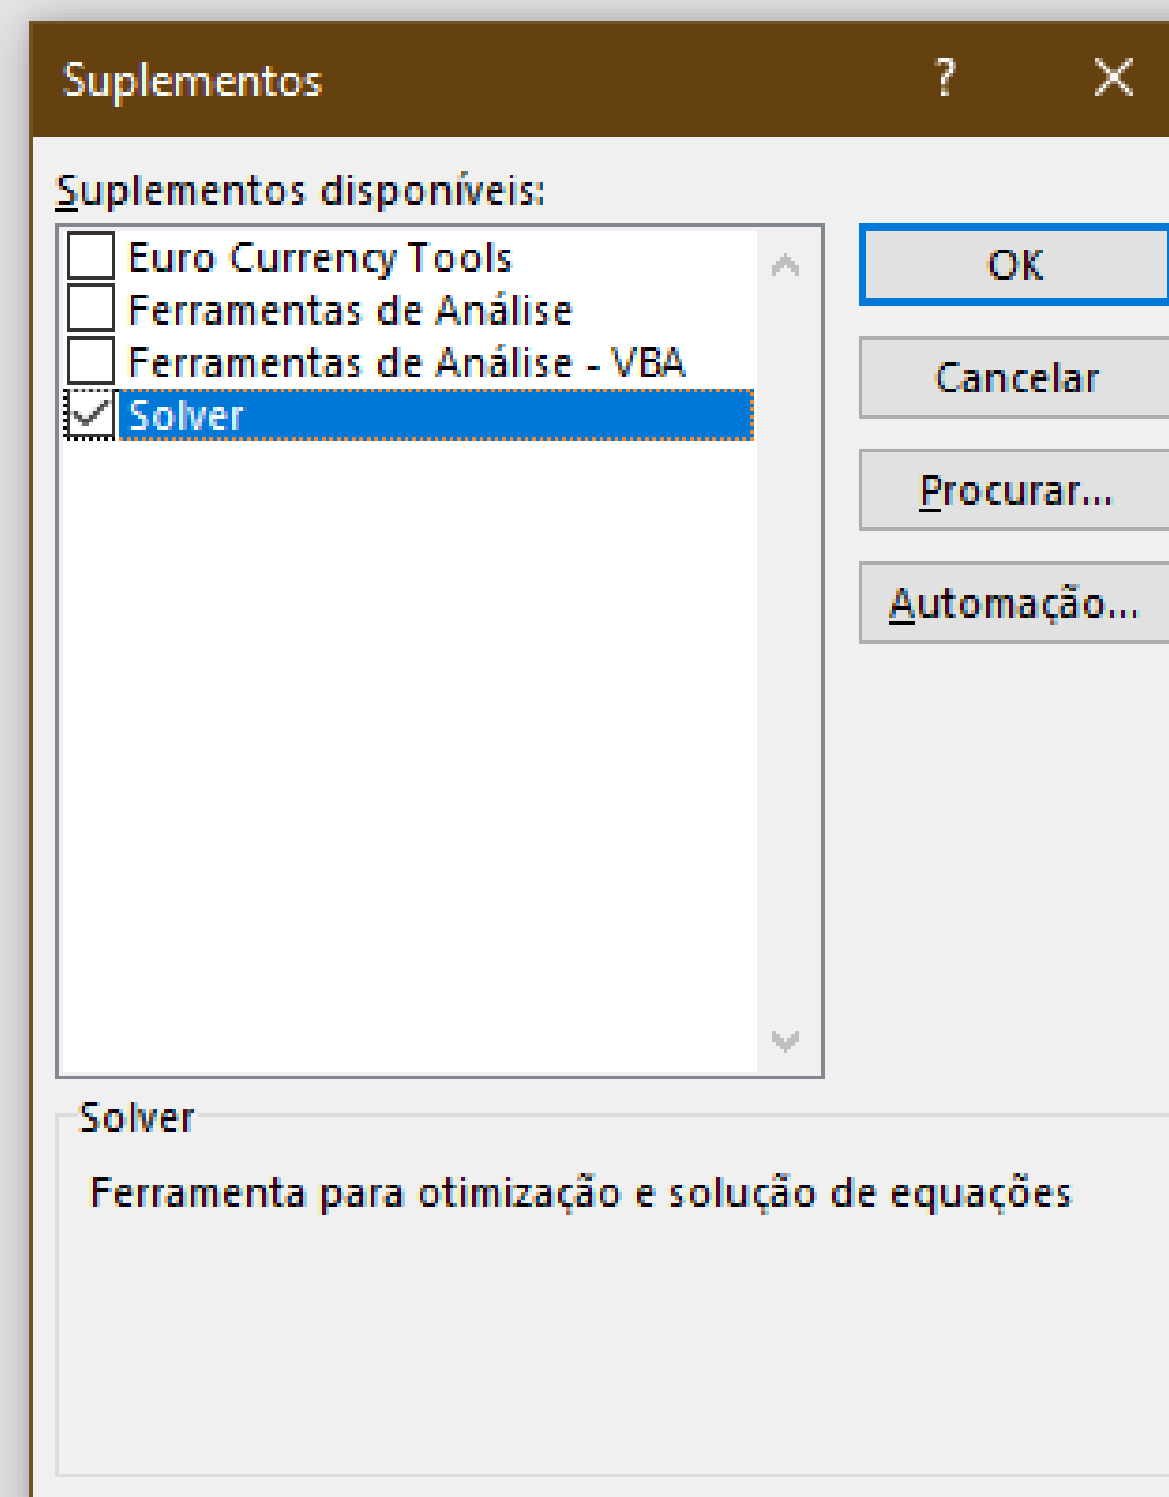 Suplementos ?
Suplementos disponíveis:
Euro Currency Tools
Ferramentas de Análise
Ferramentas de Análise - VBA
Solver
OK
Cancelar
Procurar...
Automação...
Solver
Ferramenta para otimização e solução de equações